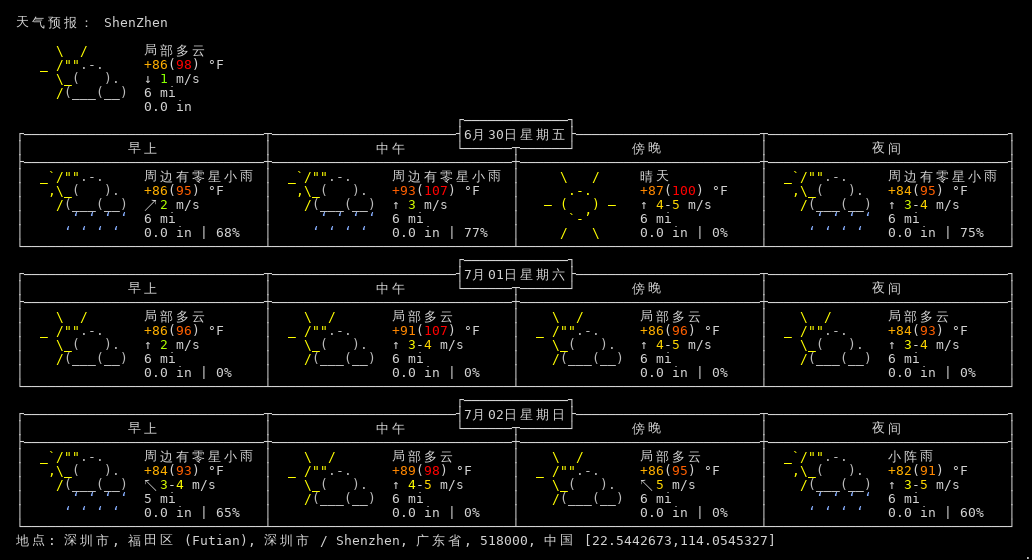 天气预报： ShenZhen
局部多云
+86(98) °F
↓ 1 m/s
6 mi
0.0 in
6月30日星期五
早上 中午 傍晚 夜间
周边有零星小雨 周边有零星小雨 晴天 周边有零星小雨
+86(95) °F +93(107) °F +87(100) °F +84(95) °F
↗ 2 m/s ↑ 3 m/s ↑ 4-5 m/s ↑ 3-4 m/s
6 mi 6 mi 6 mi 6 mi
0.0 in | 68% 0.0 in | 77% 0.0 in | 0% 0.0 in | 75%
7月01日星期六
早上 中午 傍晚 夜间
局部多云 局部多云 局部多云 局部多云
+86(96) °F +91(107) °F +86(96) °F +84(93) °F
↑ 2 m/s ↑ 3-4 m/s ↑ 4-5 m/s ↑ 3-4 m/s
6 mi 6 mi 6 mi 6 mi
0.0 in | 0% 0.0 in | 0% 0.0 in | 0% 0.0 in | 0%
7月02日星期日
早上 中午 傍晚 夜间
周边有零星小雨 局部多云 局部多云 小阵雨
+84(93) °F +89(98) °F +86(95) °F +82(91) °F
↖ 3-4 m/s ↑ 4-5 m/s ↖ 5 m/s ↑ 3-5 m/s
5 mi 6 mi 6 mi 6 mi
0.0 in | 65% 0.0 in | 0% 0.0 in | 0% 0.0 in | 60%
地点: 深圳市, 福田区 (Futian), 深圳市 / Shenzhen, 广东省, 518000, 中国 [22.5442673,114.0545327]